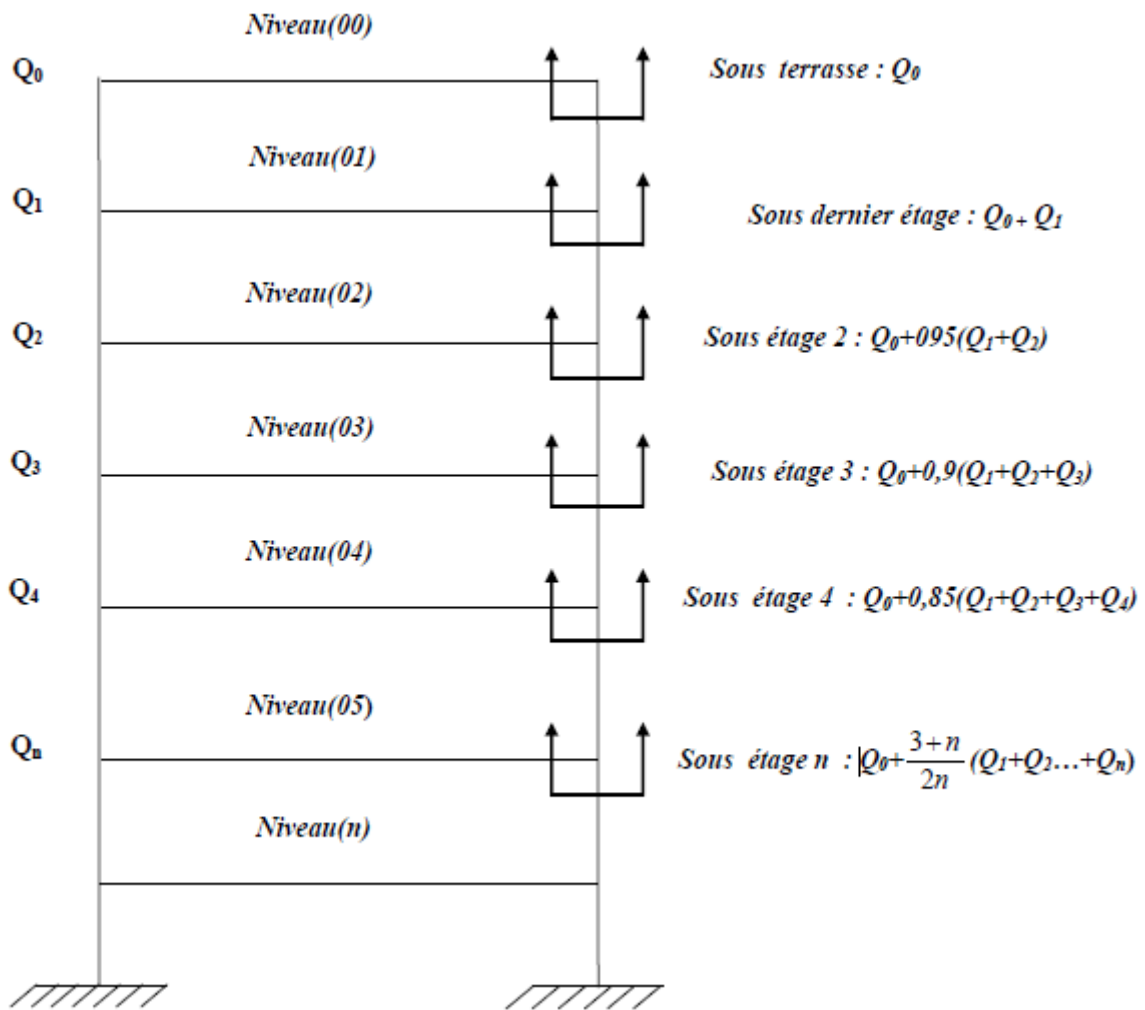 Niveau(00)
Q₀
Sous terrasse : Q₀
Niveau(01)
Q₁
Sous dernier étage : Q₀ + Q₁
Niveau(02)
Q₂
Sous étage 2 : Q₀+095(Q₁+Q₂)
Niveau(03)
Q₃
Sous étage 3 : Q₀+0,9(Q₁+Q₂+Q₃)
Niveau(04)
Q₄
Sous étage 4 : Q₀+0,85(Q₁+Q₂+Q₃+Q₄)
Niveau(05)
Qₙ
Sous étage n : Q₀+\frac{3+n}{2n}(Q₁+Q₂…+Qₙ)
Niveau(n)